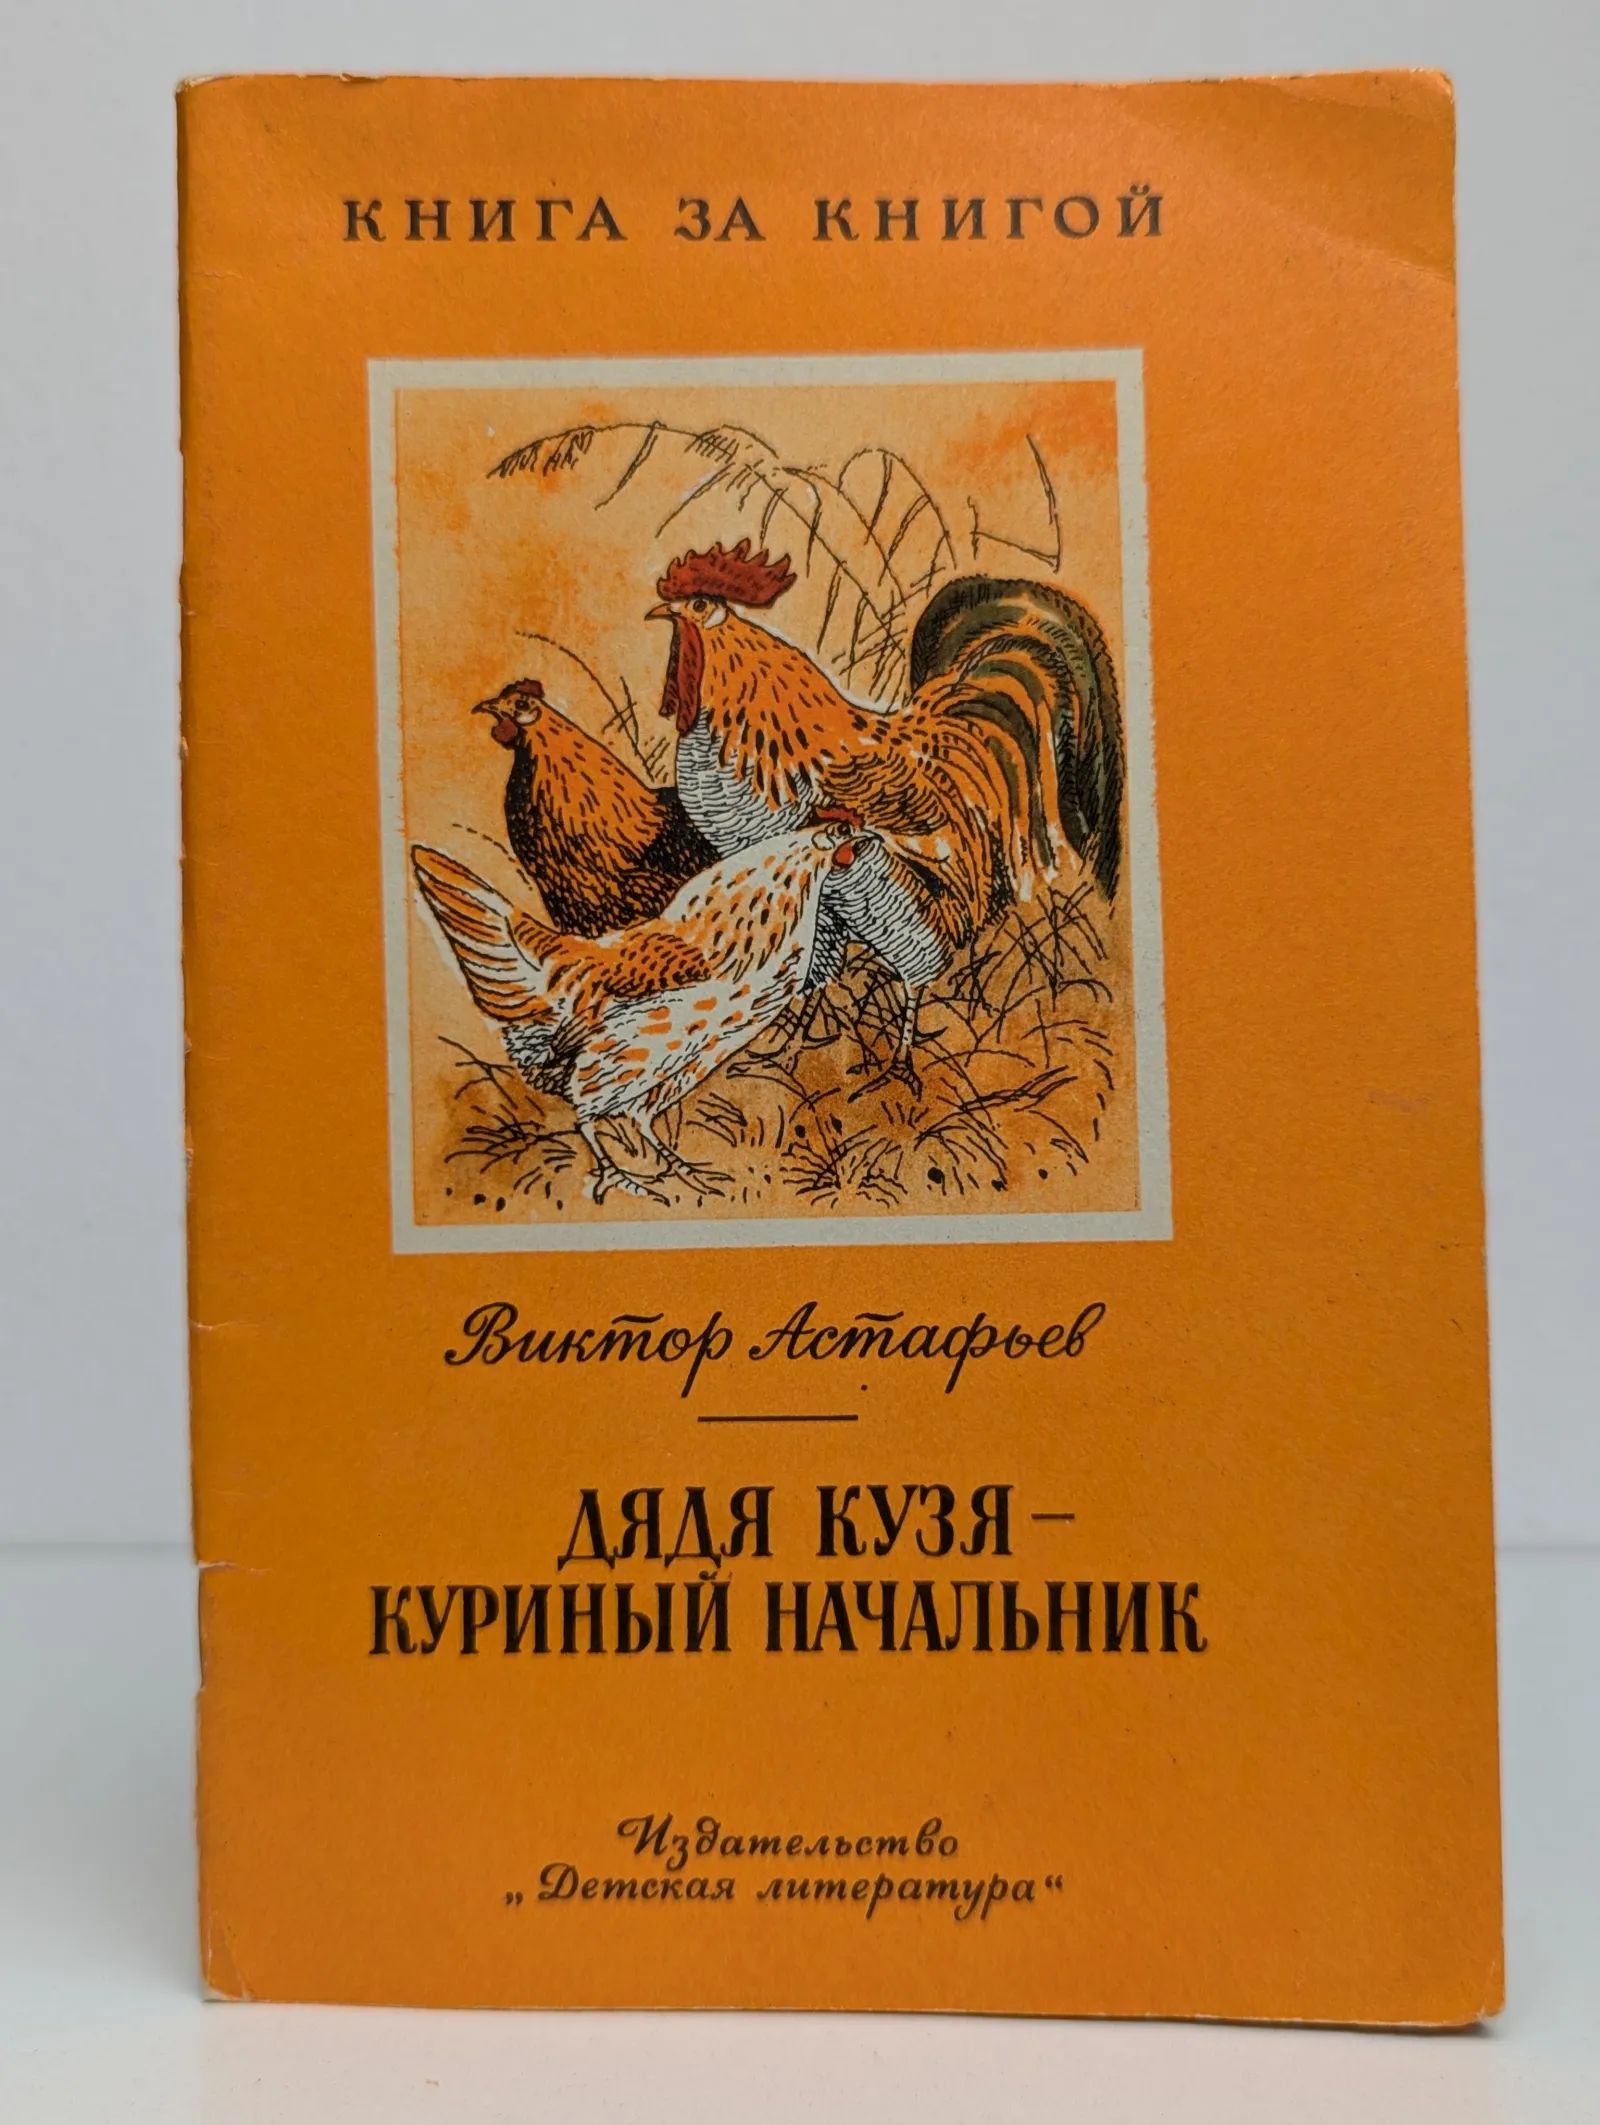 КНИГА ЗА КНИГОЙ
Виктор Астафьев
ДЯДЯ КУЗЯ –
КУРИНЫЙ НАЧАЛЬНИК
Издательство
„Детская литература“